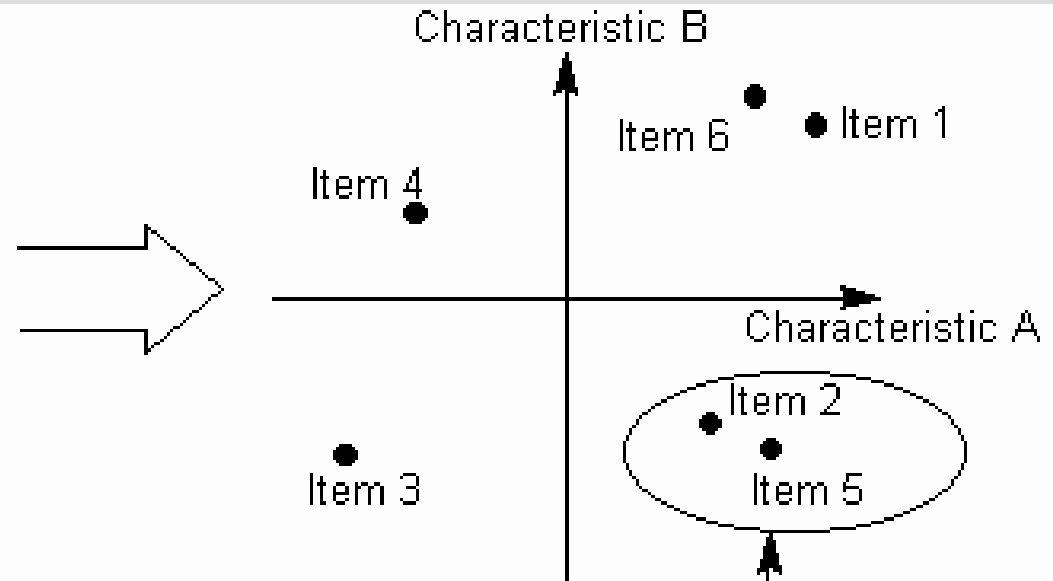 Characteristic B
Item 1
Item 6
Item 4
Characteristic A
Item 2
Item 3
Item 5